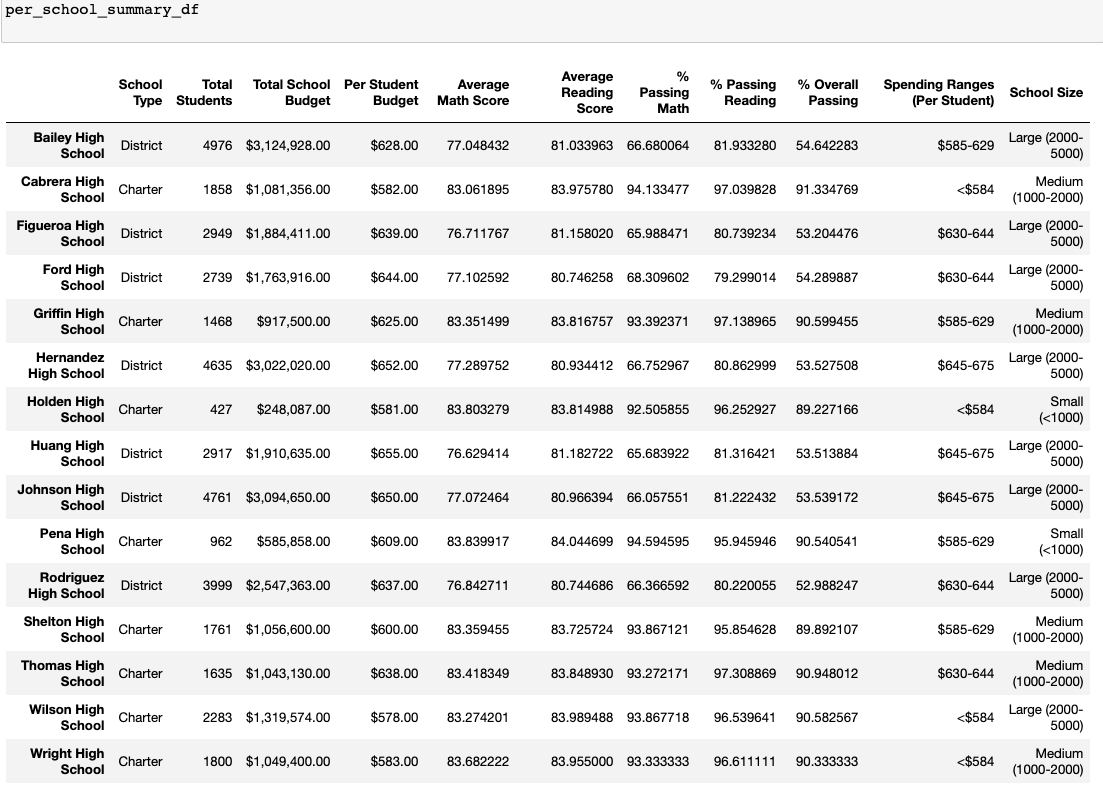 per_school_summary_df
School Type Total Students Total School Budget Per Student Budget Average Math Score Average Reading Score % Passing Math % Passing Reading % Overall Passing Spending Ranges (Per Student) School Size
Bailey High School District 4976 $3,124,928.00 $628.00 77.048432 81.033963 66.680064 81.933280 54.642283 $585-629 Large (2000-5000)
Cabrera High School Charter 1858 $1,081,356.00 $582.00 83.061895 83.975780 94.133477 97.039828 91.334769 <$584 Medium (1000-2000)
Figueroa High School District 2949 $1,884,411.00 $639.00 76.711767 81.158020 65.988471 80.739234 53.204476 $630-644 Large (2000-5000)
Ford High School District 2739 $1,763,916.00 $644.00 77.102592 80.746258 68.309602 79.299014 54.289887 $630-644 Large (2000-5000)
Griffin High School Charter 1468 $917,500.00 $625.00 83.351499 83.816757 93.392371 97.138965 90.599455 $585-629 Medium (1000-2000)
Hernandez High School District 4635 $3,022,020.00 $652.00 77.289752 80.934412 66.752967 80.862999 53.527508 $645-675 Large (2000-5000)
Holden High School Charter 427 $248,087.00 $581.00 83.803279 83.814988 92.505855 96.252927 89.227166 <$584 Small (<1000)
Huang High School District 2917 $1,910,635.00 $655.00 76.629414 81.182722 65.683922 81.316421 53.513884 $645-675 Large (2000-5000)
Johnson High School District 4761 $3,094,650.00 $650.00 77.072464 80.966394 66.057551 81.222432 53.539172 $645-675 Large (2000-5000)
Pena High School Charter 962 $585,858.00 $609.00 83.839917 84.044699 94.594595 95.945946 90.540541 $585-629 Small (<1000)
Rodriguez High School District 3999 $2,547,363.00 $637.00 76.842711 80.744686 66.366592 80.220055 52.988247 $630-644 Large (2000-5000)
Shelton High School Charter 1761 $1,056,600.00 $600.00 83.359455 83.725724 93.867121 95.854628 89.892107 $585-629 Medium (1000-2000)
Thomas High School Charter 1635 $1,043,130.00 $638.00 83.418349 83.848930 93.272171 97.308869 90.948012 $630-644 Medium (1000-2000)
Wilson High School Charter 2283 $1,319,574.00 $578.00 83.274201 83.989488 93.867718 96.539641 90.582567 <$584 Large (2000-5000)
Wright High School Charter 1800 $1,049,400.00 $583.00 83.682222 83.955000 93.333333 96.611111 90.333333 <$584 Medium (1000-2000)